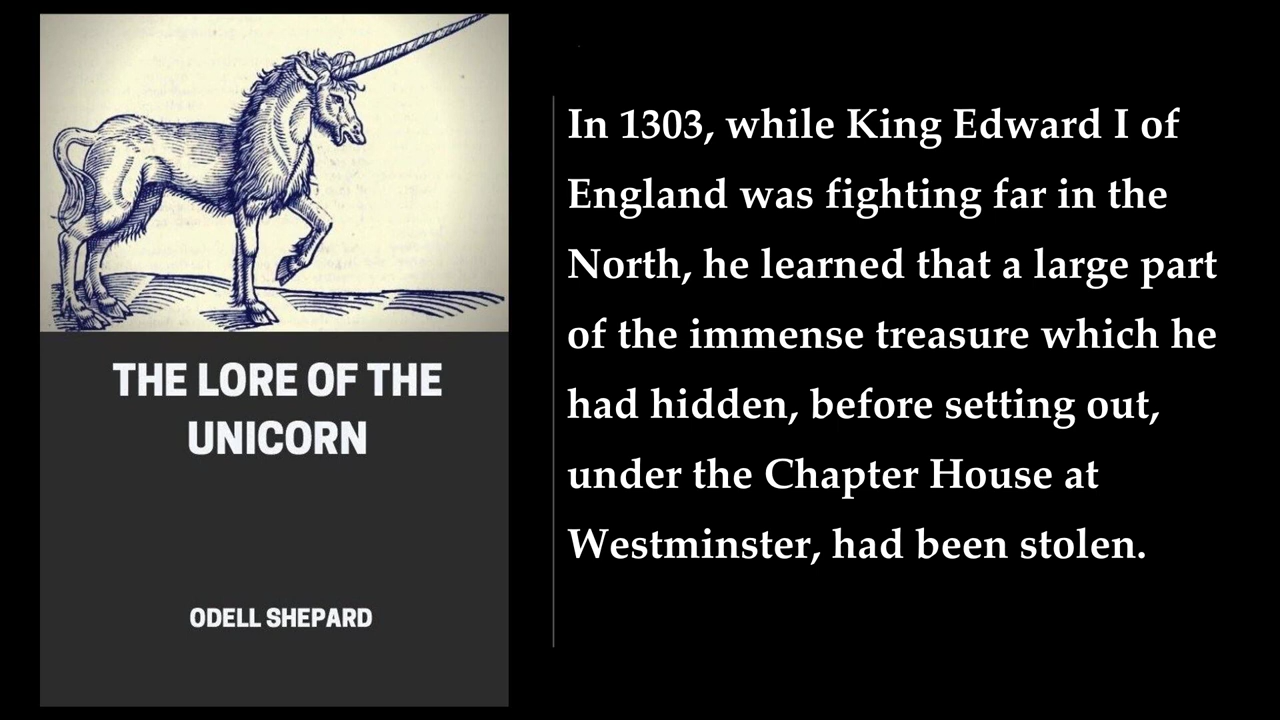 THE LORE OF THE
UNICORN
ODELL SHEPARD
In 1303, while King Edward I of
England was fighting far in the
North, he learned that a large part
of the immense treasure which he
had hidden, before setting out,
under the Chapter House at
Westminster, had been stolen.